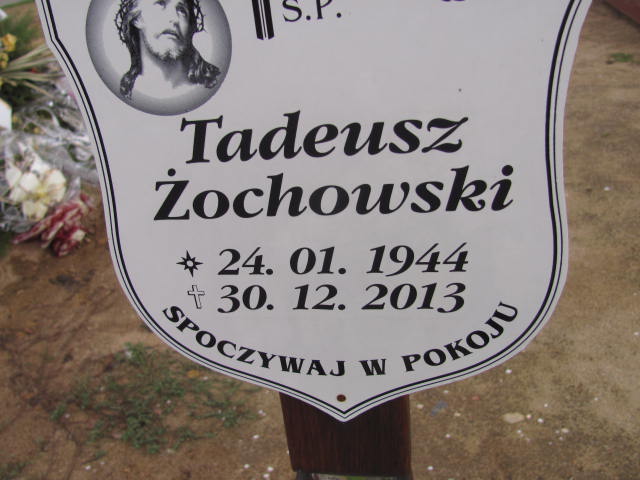 S.P.
Tadeusz
Żochowski
24. 01. 1944
30. 12. 2013
SPOCZYWAJ W POKOJU